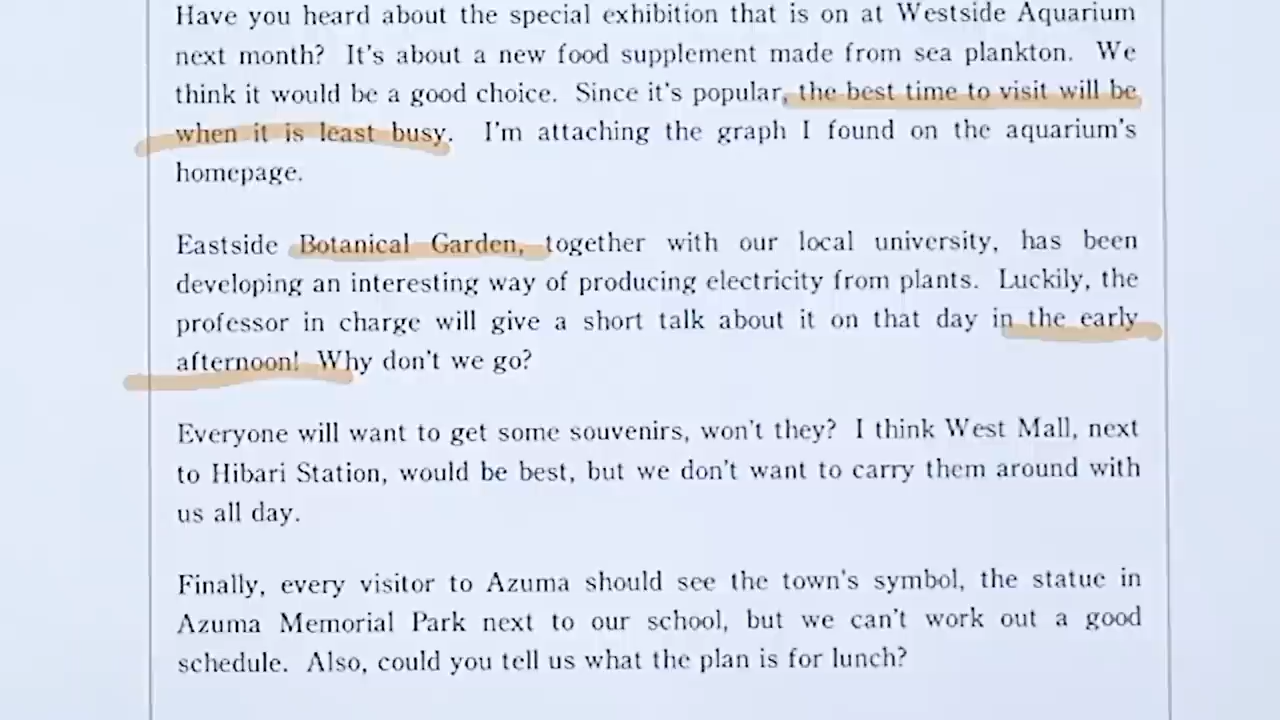 Have you heard about the special exhibition that is on at Westside Aquarium
next month? It's about a new food supplement made from sea plankton. We
think it would be a good choice. Since it's popular, the best time to visit will be
when it is least busy. I'm attaching the graph I found on the aquarium's
homepage.
Eastside Botanical Garden, together with our local university, has been
developing an interesting way of producing electricity from plants. Luckily, the
professor in charge will give a short talk about it on that day in the early
afternoon! Why don't we go?
Everyone will want to get some souvenirs, won't they? I think West Mall, next
to Hibari Station, would be best, but we don't want to carry them around with
us all day.
Finally, every visitor to Azuma should see the town's symbol, the statue in
Azuma Memorial Park next to our school, but we can't work out a good
schedule. Also, could you tell us what the plan is for lunch?